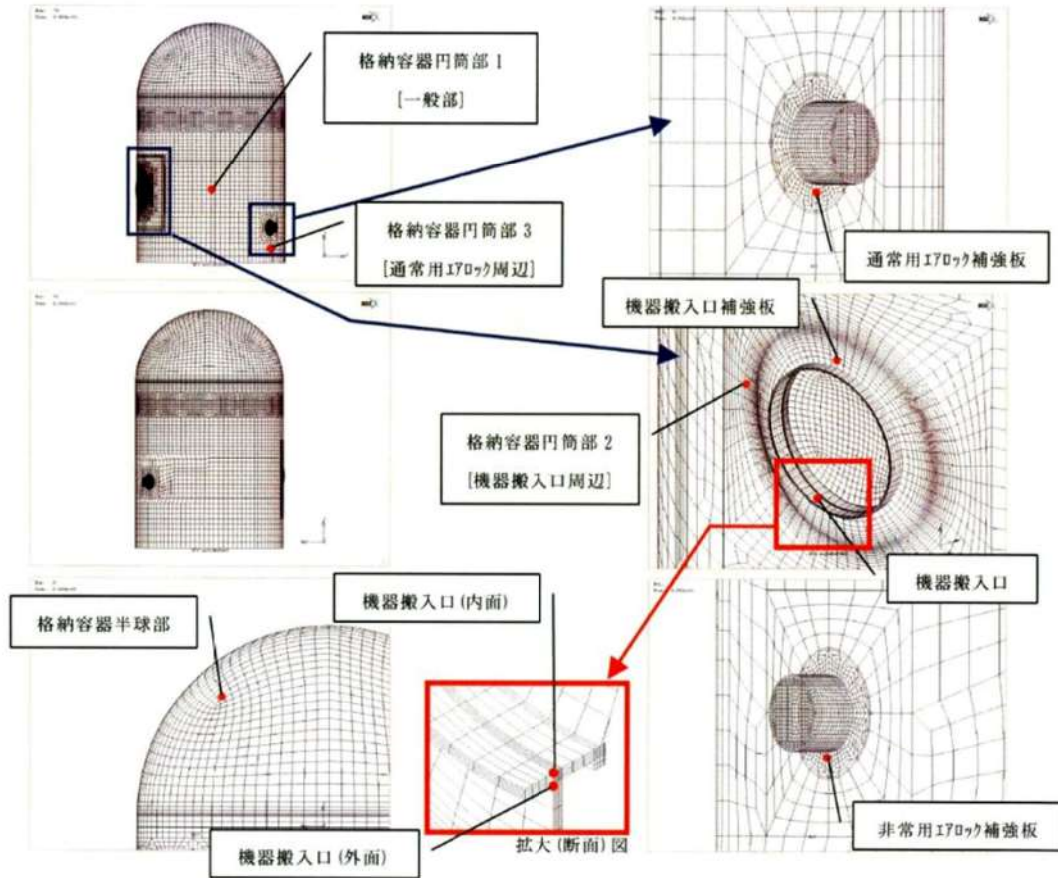 格納容器円筒部1
[一般部]
格納容器円筒部3
[通常用エアロック周辺]
通常用エアロック補強板
機器搬入口補強板
格納容器円筒部2
[機器搬入口周辺]
機器搬入口
機器搬入口(内面)
格納容器半球部
機器搬入口(外面)
拡大(断面)図
非常用エアロック補強板